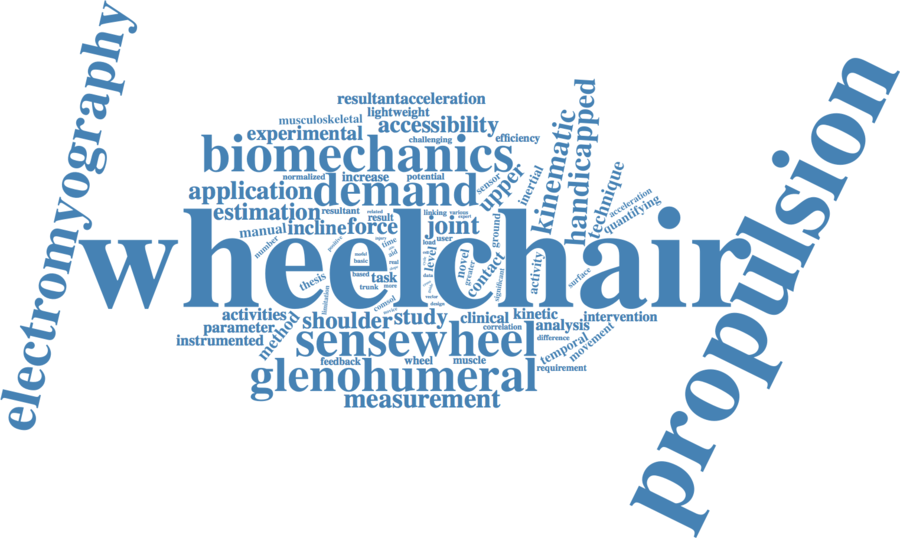 electromyography
resultantacceleration
lightweight
musculoskeletal
accessibility
experimental
challenging
efficiency
biomechanics
normalized
increase
potential
sensor
upper
inertial
kinematic
handicapped
technique
acceleration
quantifying
application
demand
estimation
resultant
related
result
linking
various
expert
manual
incline
force
joint
user
ground
wheelchair
propulsion
number
positive
injury
time
aid
load
level
novel
greater
contact
significant
activity
surface
useful
basic
real
thesis
based
task
data
trunk
more
limitation
vector
design
consol
activities
parameter
instrumented
method
shoulder
study
clinical
kinetic
correlation
analysis
intervention
difference
temporal
movement
requirement
sensewheel
feedback
wheel
muscle
glenohumeral
measurement